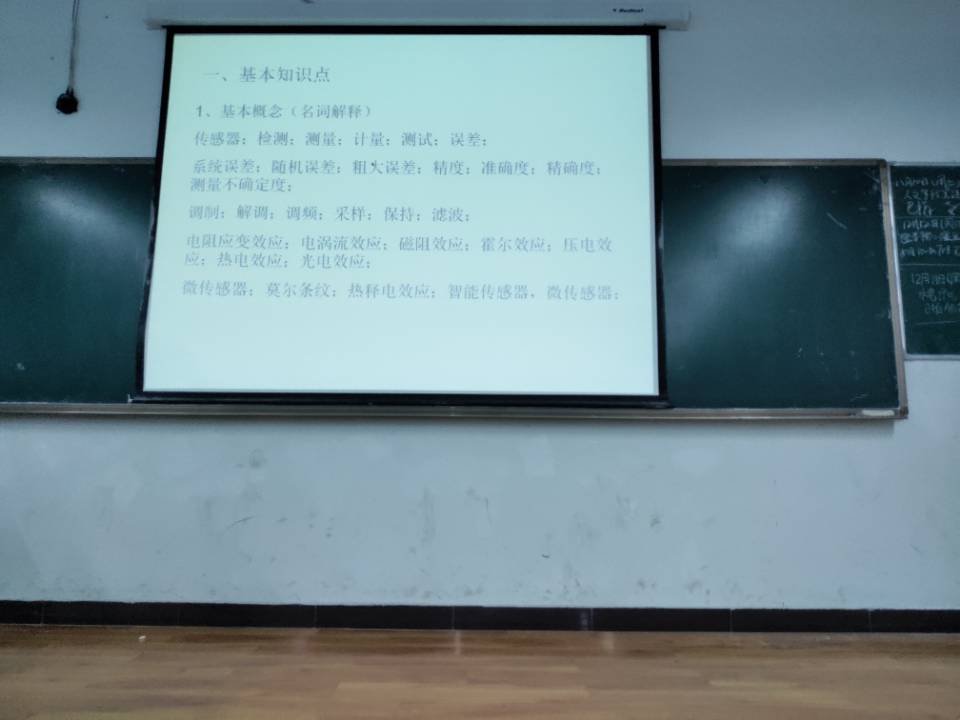 一、基本知识点
1、基本概念（名词解释）
传感器；检测；测量；计量；测试；误差；
系统误差；随机误差；粗大误差；精度；准确度；精确度；
测量不确定度；
调制；解调；调频；采样；保持；滤波；
电阻应变效应；电涡流效应；磁阻效应；霍尔效应；压电效
应；热电效应；光电效应；
微传感器；莫尔条纹；热释电效应；智能传感器，微传感器；